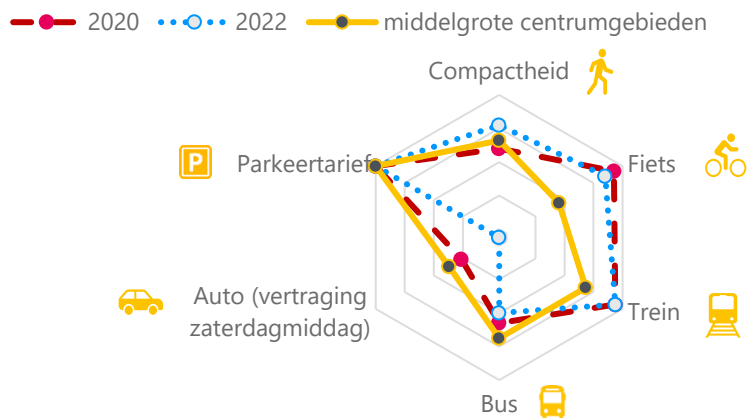 2020 2022 middelgrote centrumgebieden
Compactheid
P Parkeertarief Fiets
Auto (vertraging
zaterdagmiddag)
Trein
Bus